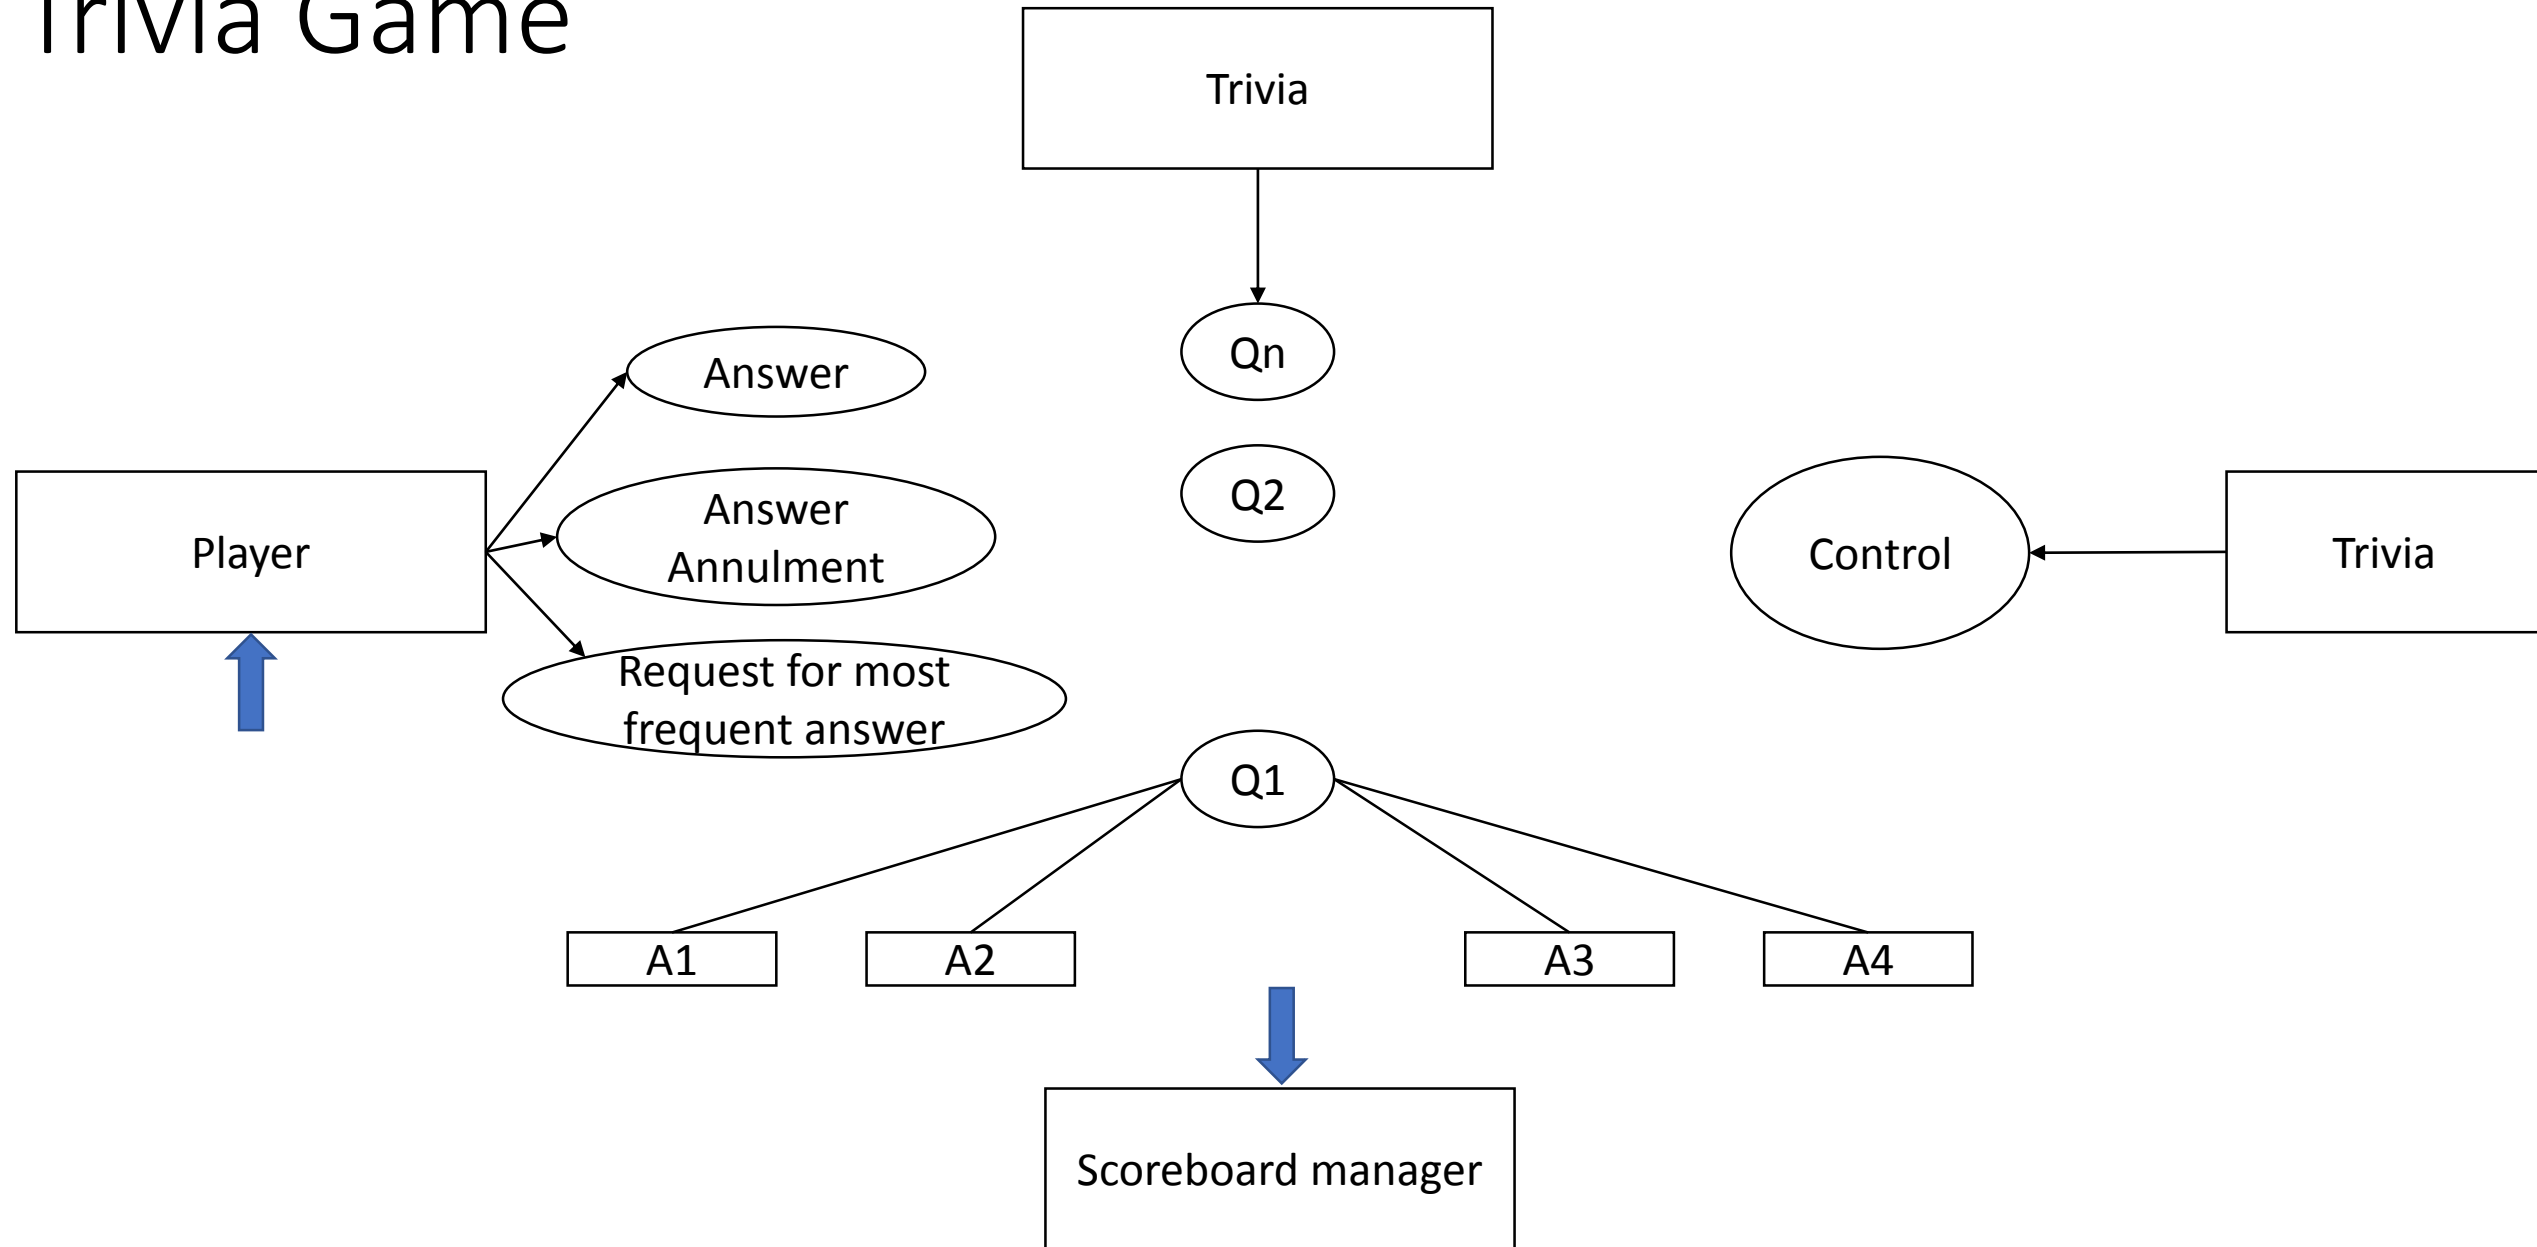 Trivia Game
Trivia
Qn
Answer
Q2
Answer
Annulment
Player
Control
Trivia
Request for most
frequent answer
Q1
A1
A2
A3
A4
Scoreboard manager